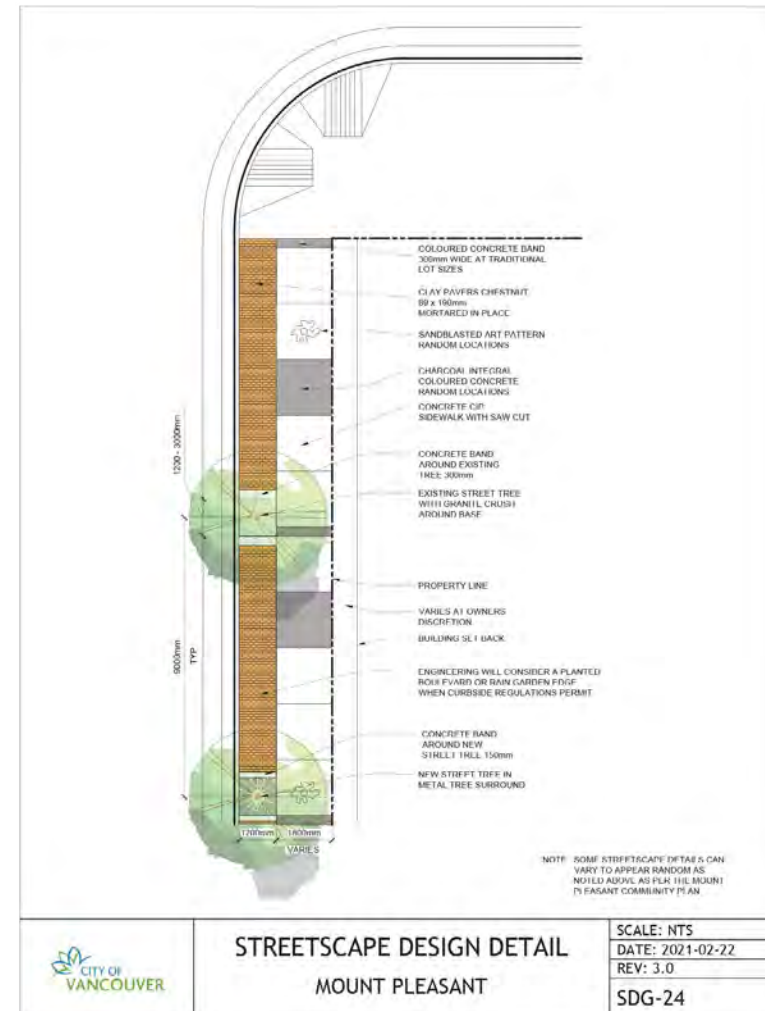 COLOURED CONCRETE BAND
300mm WIDE AT TRADITIONAL
LOT SIZES
CLAY PAVERS CHESTNUT
89 x 190mm
MORTARED IN PLACE
SANDBLASTED ART PATTERN
RANDOM LOCATIONS
CHARCOAL INTEGRAL
COLOURED CONCRETE
RANDOM LOCATIONS
CONCRETE CIP
SIDEWALK WITH SAW CUT
1200 - 3000mm
CONCRETE BAND
AROUND EXISTING
TREE 300mm
EXISTING STREET TREE
WITH GRANITE CRUSH
AROUND BASE
PROPERTY LINE
VARIES AT OWNERS
DISCRETION
BUILDING SET BACK
9000mm
TYP
ENGINEERING WILL CONSIDER A PLANTED
BOULEVARD OR RAIN GARDEN EDGE
WHEN CURBSIDE REGULATIONS PERMIT
CONCRETE BAND
AROUND NEW
STREET TREE 150mm
NEW STREET TREE IN
METAL TREE SURROUND
1200mm 1800mm
VARIES
NOTE: SOME STREETSCAPE DETAILS CAN
VARY TO APPEAR RANDOM AS
NOTED ABOVE AS PER THE MOUNT
PLEASANT COMMUNITY PLAN
CITY OF
VANCOUVER
STREETSCAPE DESIGN DETAIL
MOUNT PLEASANT
SCALE: NTS
DATE: 2021-02-22
REV: 3.0
SDG-24